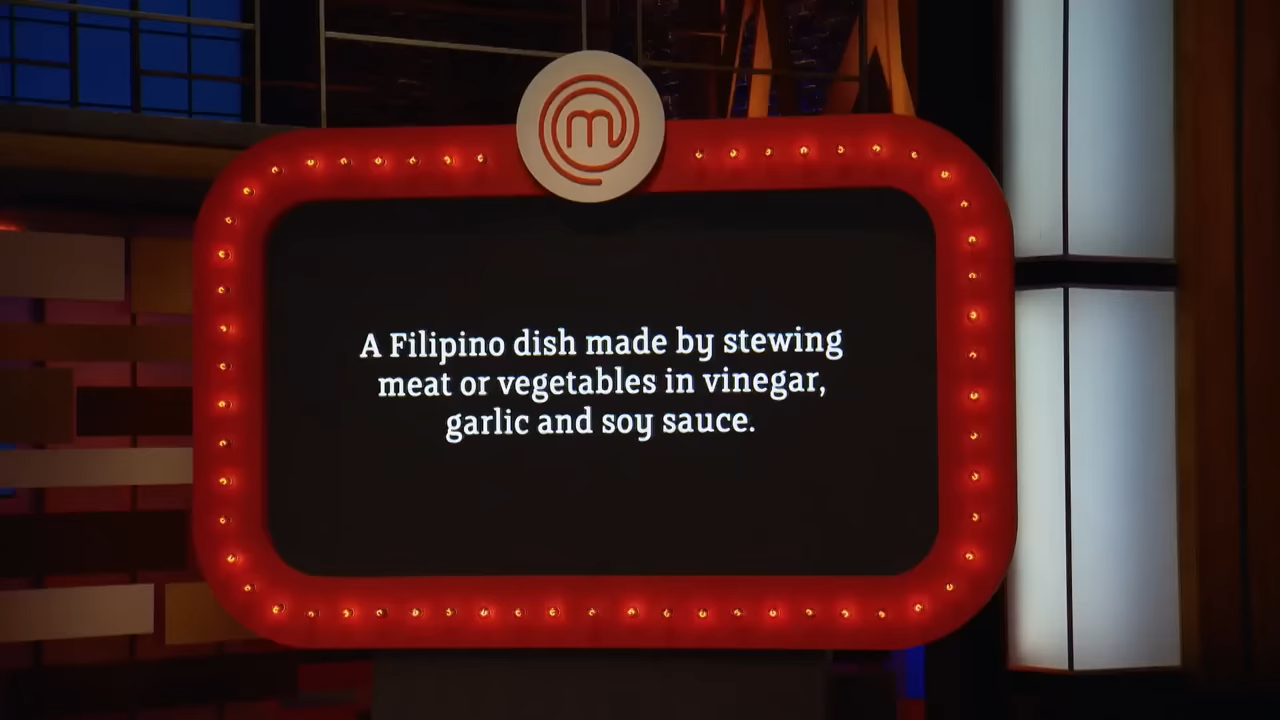 m
A Filipino dish made by stewing
meat or vegetables in vinegar,
garlic and soy sauce.